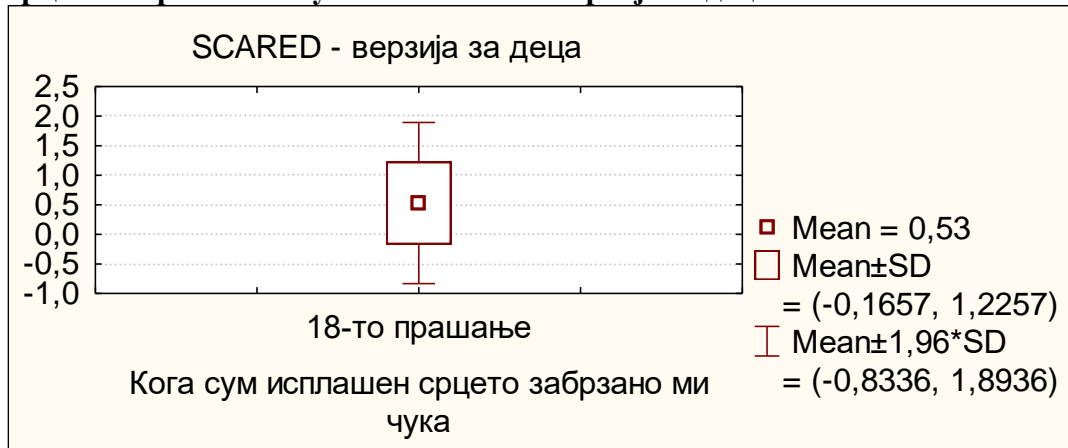 SCARED - верзија за деца
2,5
2,0
1,5
1,0
0,5
0,0
-0,5
-1,0
18-то прашање
Кога сум исплашен срцето забрзано ми
чука
Mean = 0,53
Mean±SD
= (-0,1657, 1,2257)
Mean±1,96*SD
= (-0,8336, 1,8936)